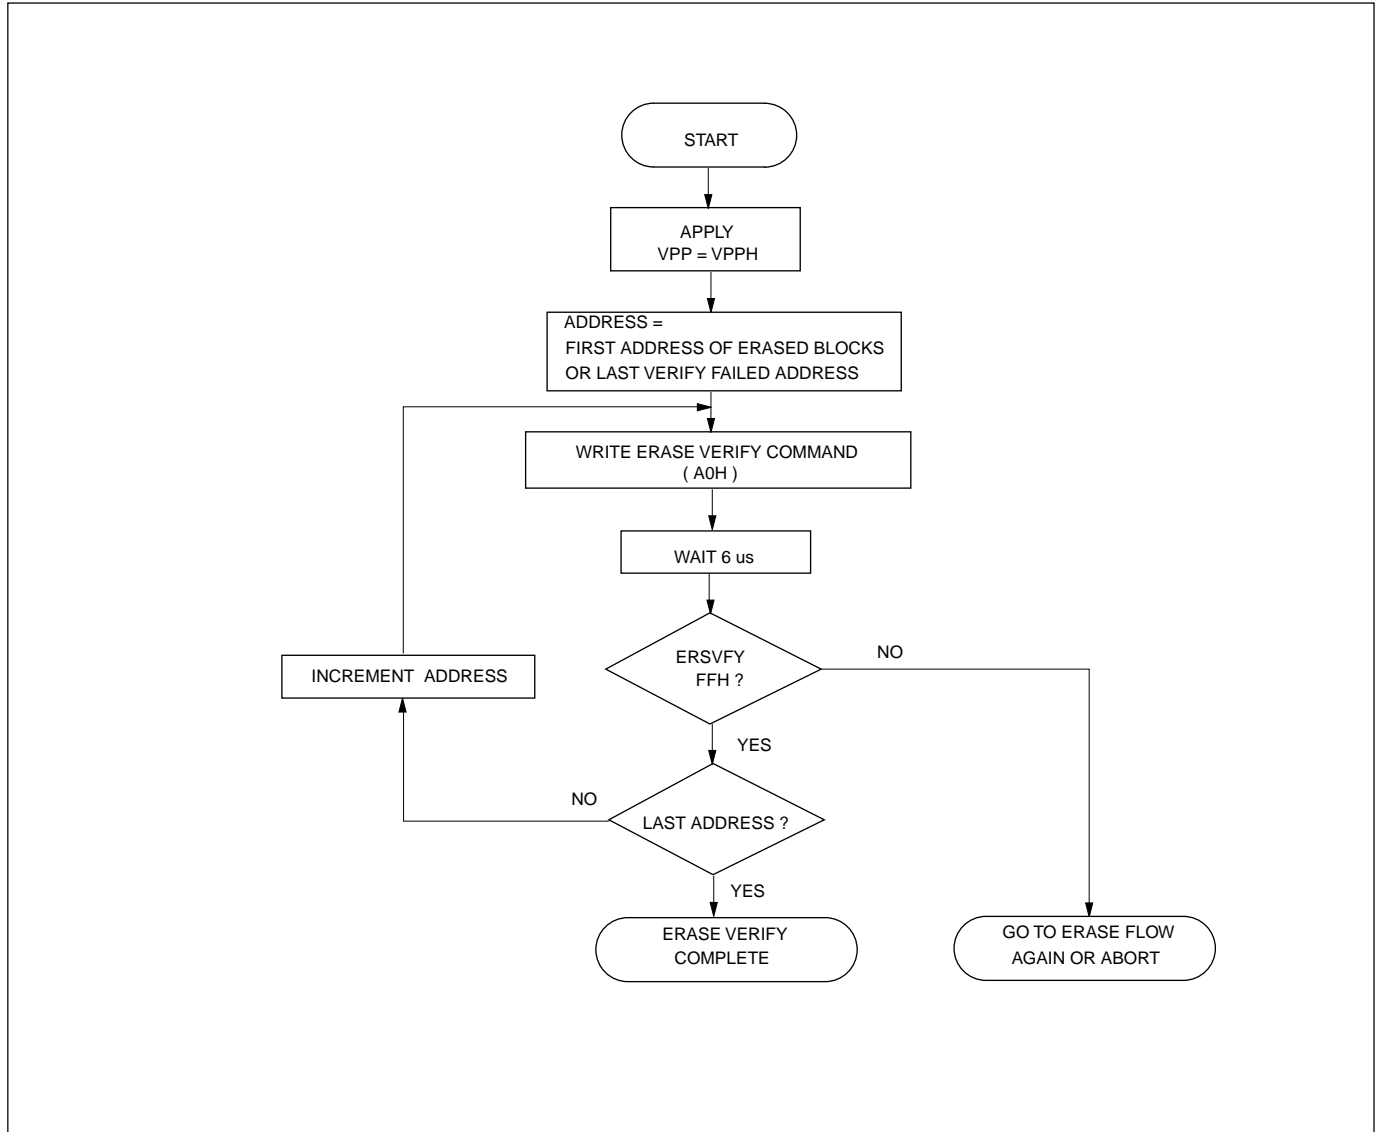 START
APPLY
VPP = VPPH
ADDRESS =
FIRST ADDRESS OF ERASED BLOCKS
OR LAST VERIFY FAILED ADDRESS
WRITE ERASE VERIFY COMMAND
( A0H )
WAIT 6 us
ERSVFY
FFH ?
NO
INCREMENT ADDRESS
YES
NO
LAST ADDRESS ?
YES
ERASE VERIFY
COMPLETE
GO TO ERASE FLOW
AGAIN OR ABORT